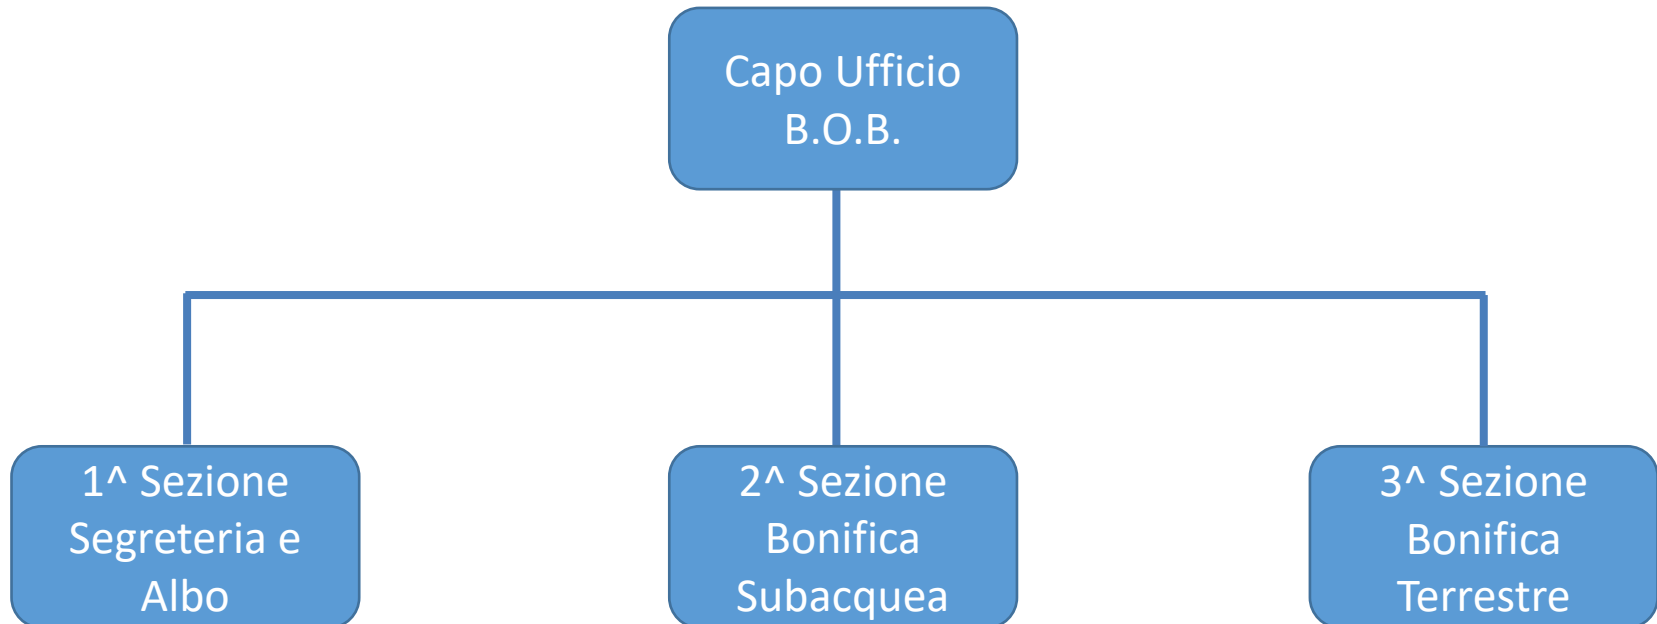 Capo Ufficio
B.O.B.
1^ Sezione
Segreteria e
Albo
2^ Sezione
Bonifica
Subacquea
3^ Sezione
Bonifica
Terrestre